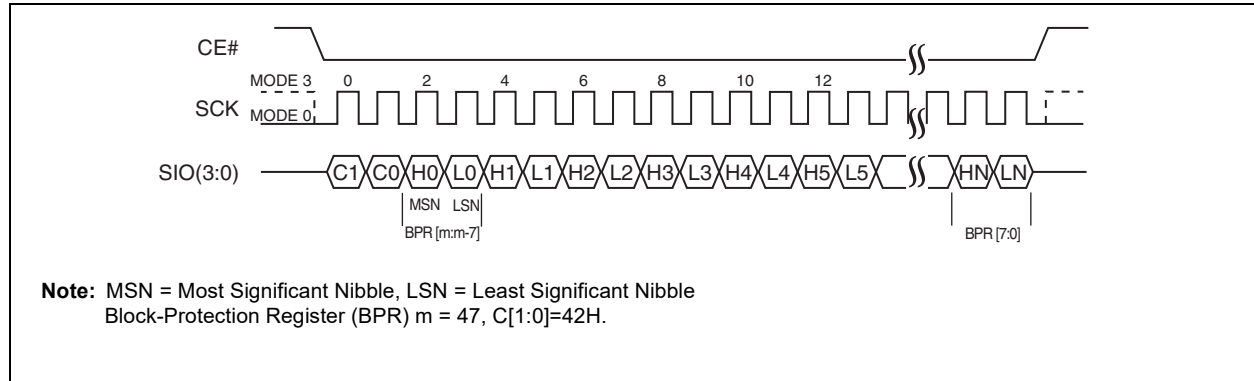 CE#
MODE 3 0 2 4 6 8 10 12
SCK
MODE 0
SIO(3:0) C1 C0 H0 L0 H1 L1 H2 L2 H3 L3 H4 L4 H5 L5 HN LN
MSN LSN
BPR [m:m-7] BPR [7:0]
Note: MSN = Most Significant Nibble, LSN = Least Significant Nibble
Block-Protection Register (BPR) m = 47, C[1:0]=42H.